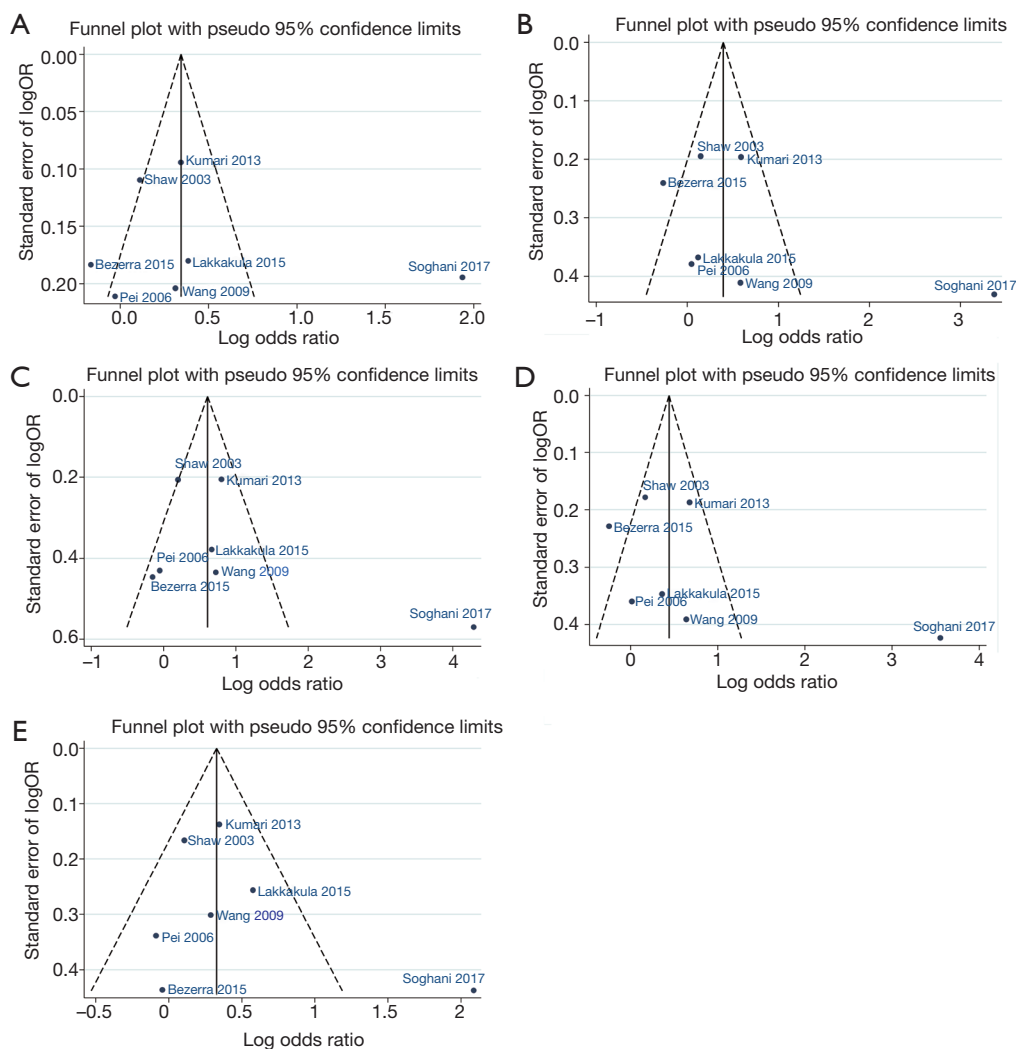 A
Funnel plot with pseudo 95% confidence limits
Standard error of logOR
0.00
0.05
0.10
0.15
0.20
Kumari 2013
Shaw 2003
Bezerra 2015
Lakkakula 2015
Soghani 2017
Pei 2006
Wang 2009
0.0
0.5
1.0
1.5
2.0
Log odds ratio
B
Funnel plot with pseudo 95% confidence limits
Standard error of logOR
0.0
0.1
0.2
0.3
0.4
Shaw 2003
Kumari 2013
Bezerra 2015
Lakkakula 2015
Pei 2006
Wang 2009
Soghani 2017
−1
0
1
2
3
Log odds ratio
C
Funnel plot with pseudo 95% confidence limits
Standard error of logOR
0.0
0.2
0.4
0.6
Shaw 2003
Kumari 2013
Pei 2006
Lakkakula 2015
Bezerra 2015
Wang 2009
Soghani 2017
−1
0
1
2
3
4
Log odds ratio
D
Funnel plot with pseudo 95% confidence limits
Standard error of logOR
0.0
0.1
0.2
0.3
0.4
Shaw 2003
Kumari 2013
Bezerra 2015
Lakkakula 2015
Pei 2006
Wang 2009
Soghani 2017
0
1
2
3
4
Log odds ratio
E
Funnel plot with pseudo 95% confidence limits
Standard error of logOR
0.0
0.1
0.2
0.3
0.4
Kumari 2013
Shaw 2003
Lakkakula 2015
Wang 2009
Pei 2006
Bezerra 2015
Soghani 2017
−0.5
0
0.5
1
1.5
2
Log odds ratio